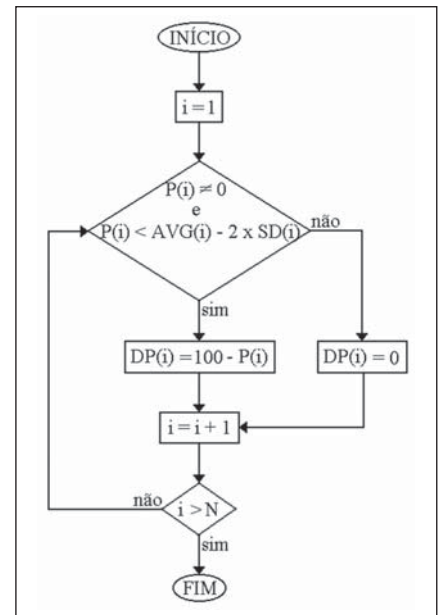 INÍCIO
i = 1
P(i) ≠ 0
e
P(i) < AVG(i) - 2 x SD(i)
não
sim
DP(i) = 100 - P(i)
DP(i) = 0
i = i + 1
não
i > N
sim
FIM